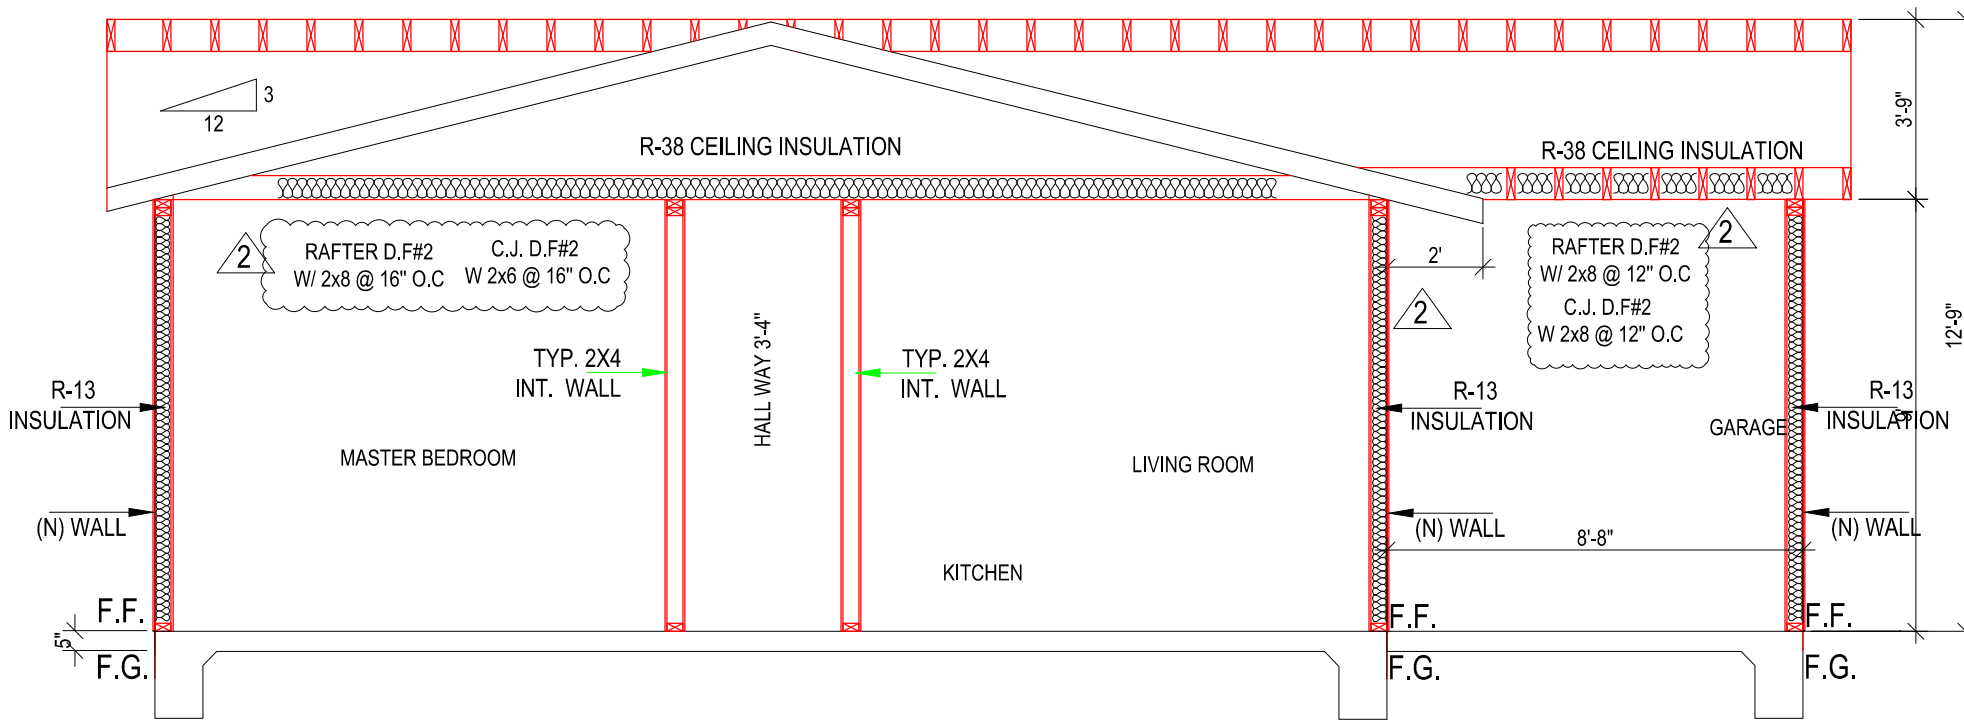 3
12
R-38 CEILING INSULATION
R-38 CEILING INSULATION
3'-9"
2
RAFTER D.F#2
W/ 2x8 @ 16" O.C
C.J. D.F#2
W 2x6 @ 16" O.C
2'
2
RAFTER D.F#2
W/ 2x8 @ 12" O.C
C.J. D.F#2
W 2x8 @ 12" O.C
2
12'-9"
TYP. 2X4
INT. WALL
HALL WAY 3'-4"
TYP. 2X4
INT. WALL
R-13
INSULATION
R-13
INSULATION
GARAGE
R-13
INSULATION
9'
MASTER BEDROOM
LIVING ROOM
(N) WALL
(N) WALL
8'-8"
(N) WALL
KITCHEN
F.F.
5"
F.G.
F.F.
F.G.
F.F.
F.G.